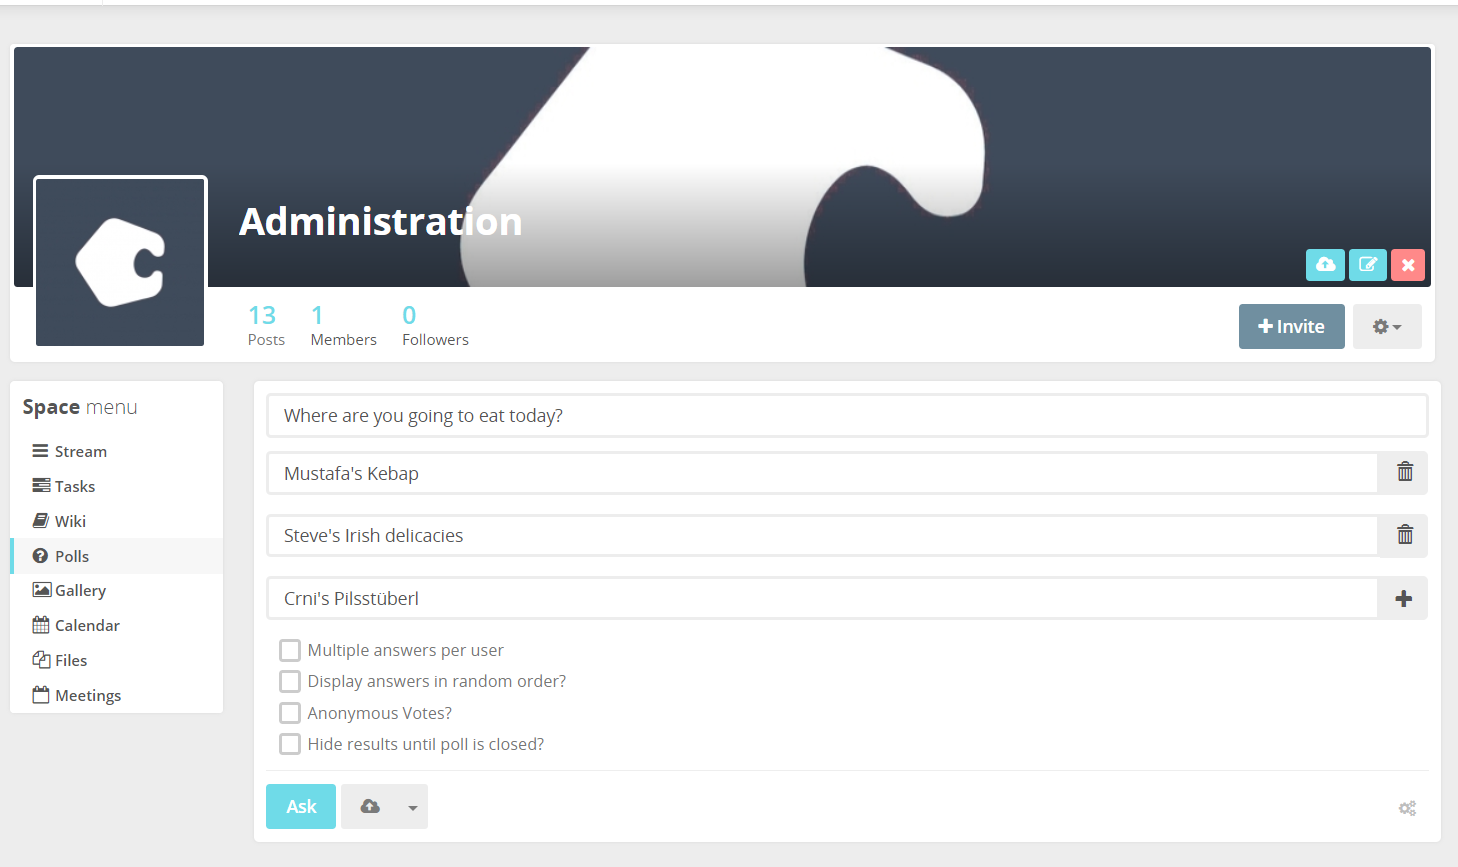 Administration
13
Posts
1
Members
0
Followers
Invite
Space menu
Stream
Tasks
Wiki
Polls
Gallery
Calendar
Files
Meetings
Where are you going to eat today?
Mustafa's Kebap
Steve's Irish delicacies
Crni's Pilsstüberl
Multiple answers per user
Display answers in random order?
Anonymous Votes?
Hide results until poll is closed?
Ask